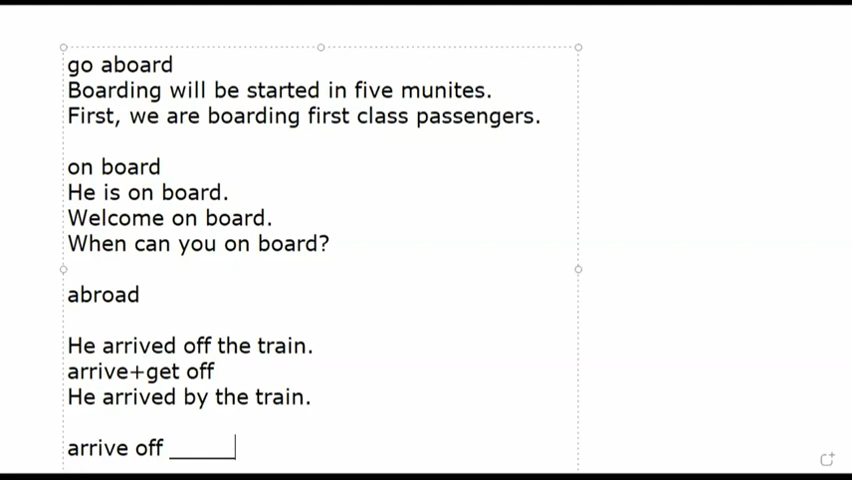 go aboard
Boarding will be started in five munites.
First, we are boarding first class passengers.
on board
He is on board.
Welcome on board.
When can you on board?
abroad
He arrived off the train.
arrive+get off
He arrived by the train.
arrive off ______